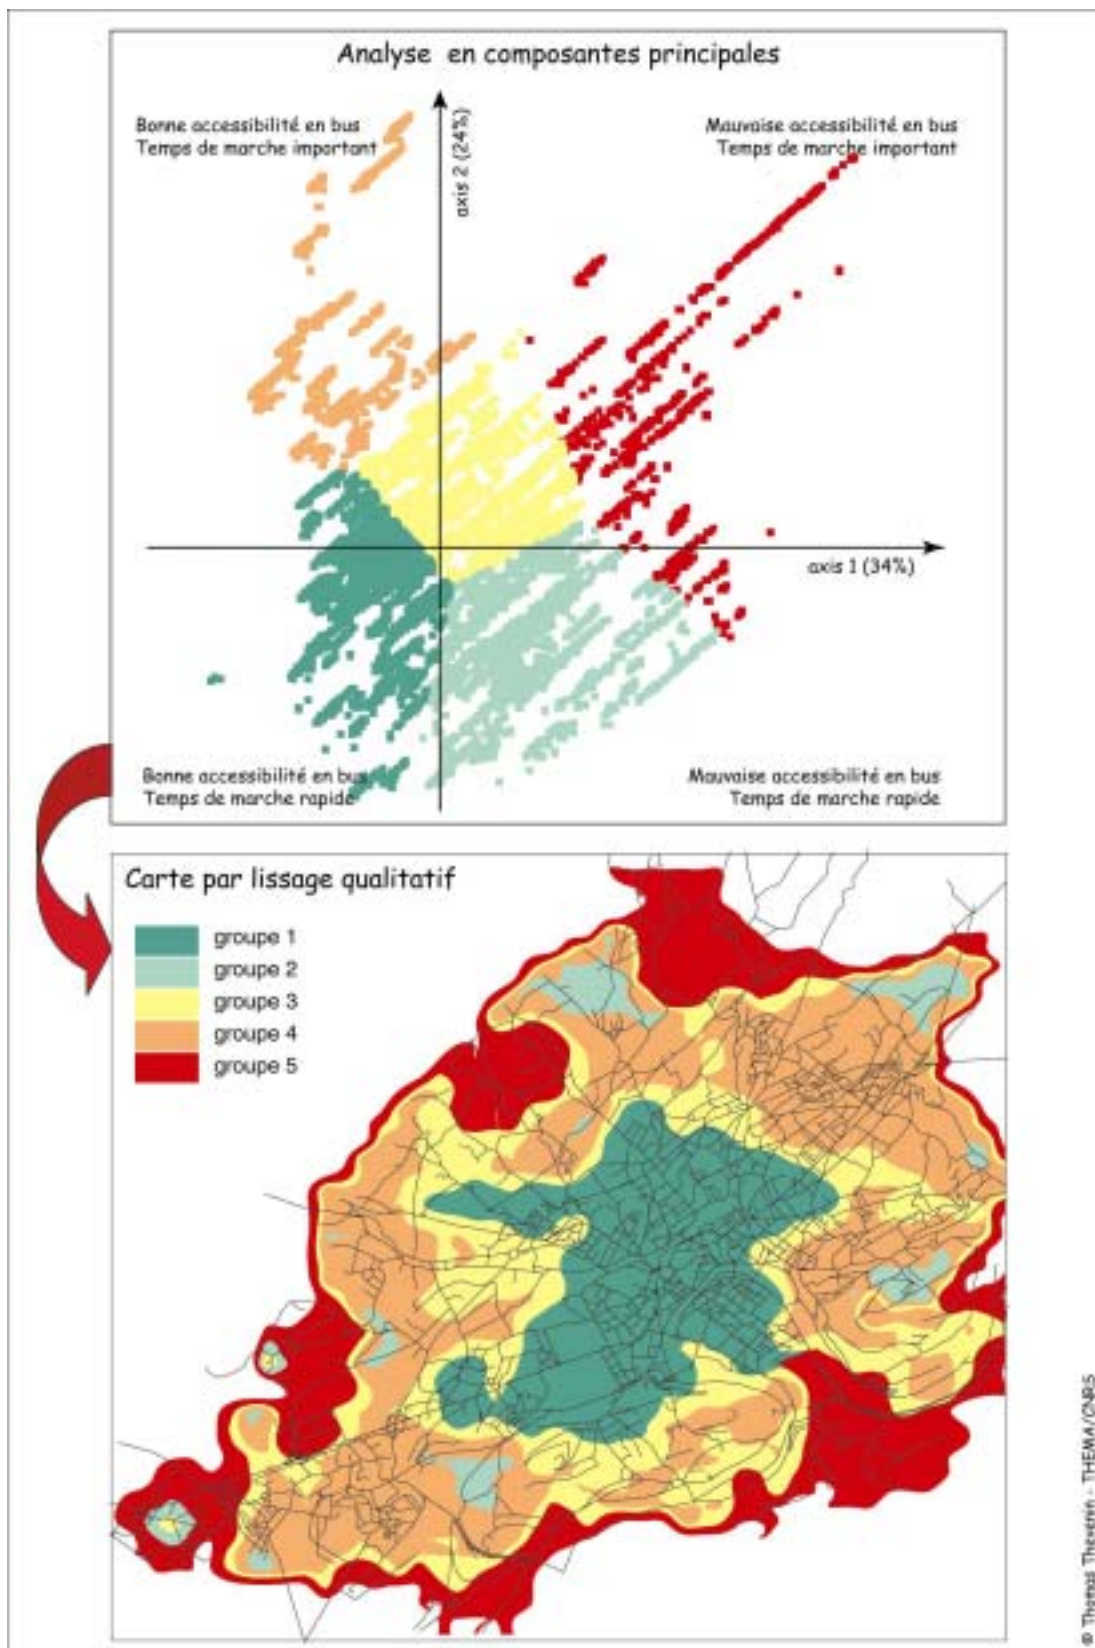 Analyse en composantes principales
Bonne accessibilité en bus
Temps de marche important
axis 2 (24%)
Mauvaise accessibilité en bus
Temps de marche important
axis 1 (34%)
Bonne accessibilité en bus
Temps de marche rapide
Mauvaise accessibilité en bus
Temps de marche rapide
Carte par lissage qualitatif
groupe 1
groupe 2
groupe 3
groupe 4
groupe 5
© Thomas Thevenin - THEMA/CNRS